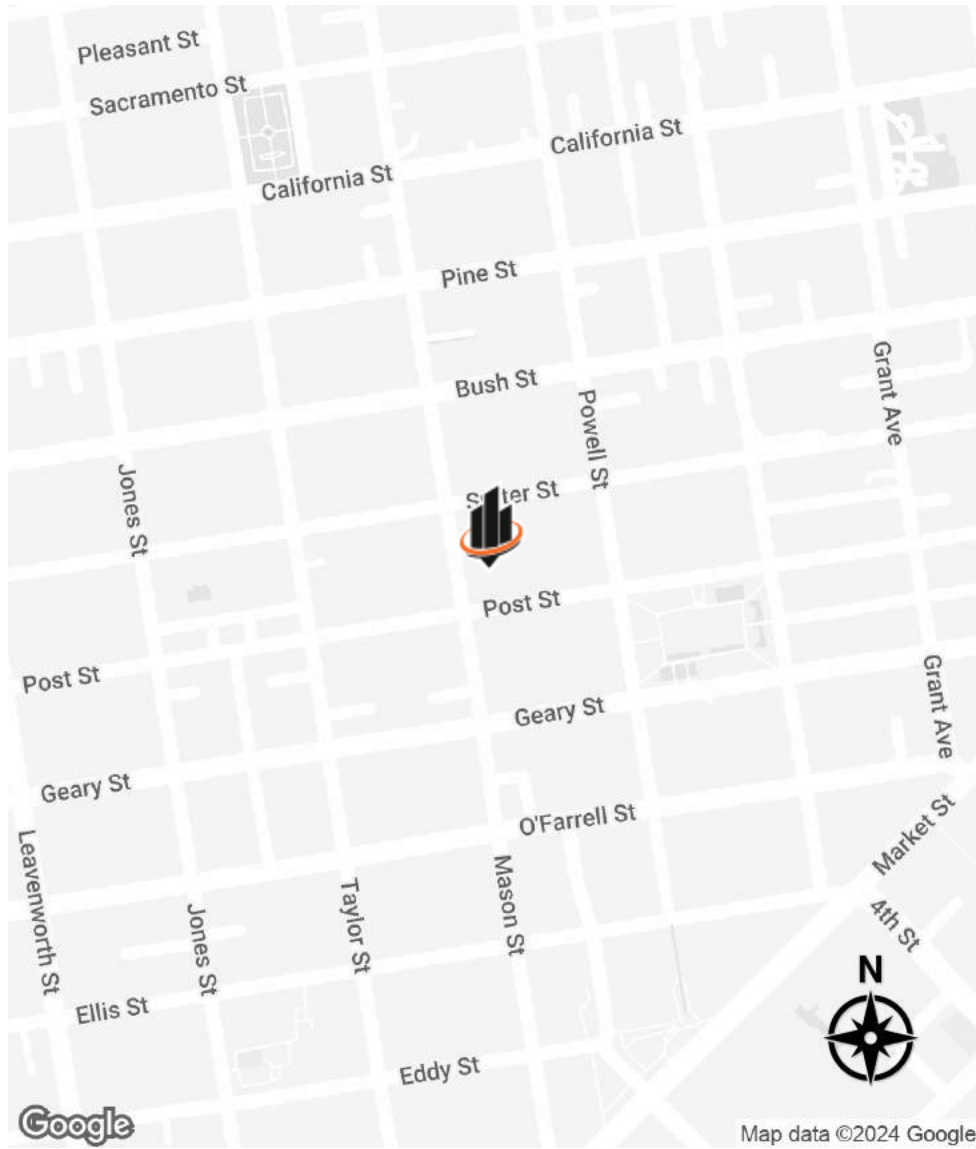 Pleasant St
Sacramento St
California St
California St
Pine St
Bush St
Grant Ave
Powell St
Jones St
ter St
Post St
Post St
Grant Ave
Geary St
Geary St
O'Farrell St
Market St
Leavenworth St
Mason St
Taylor St
Jones St
4th St
N
Ellis St
Eddy St
Google
Map data ©2024 Google